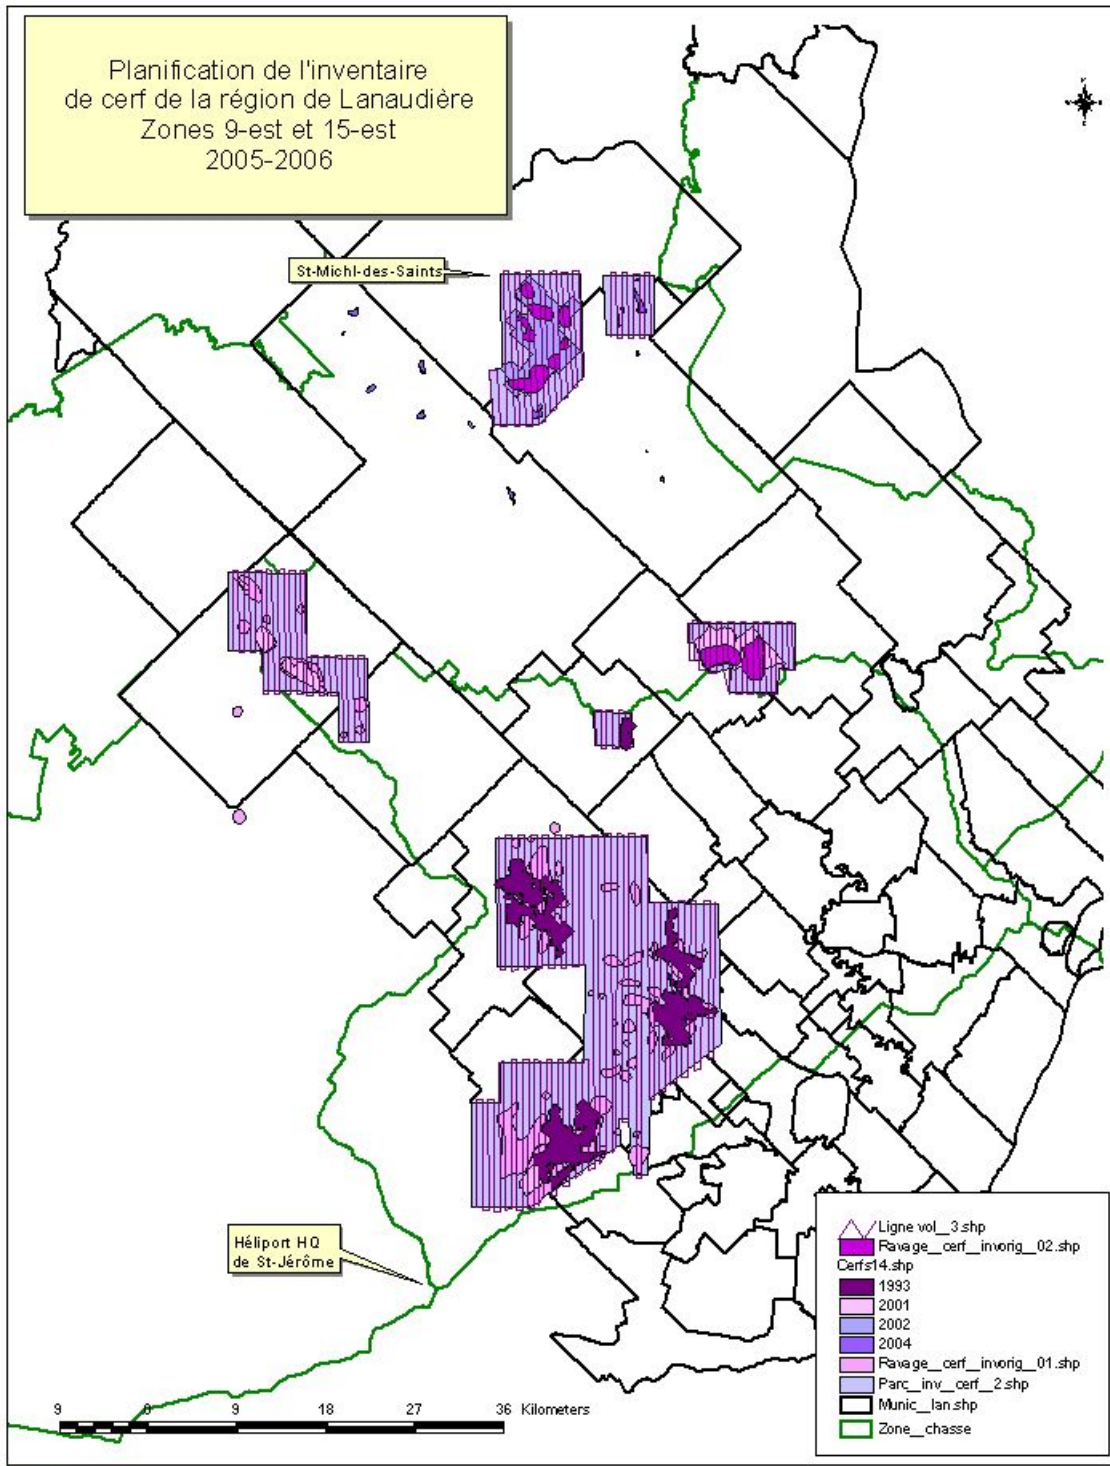 Planification de l'inventaire
de cerf de la région de Lanaudière
Zones 9-est et 15-est
2005-2006
St-Michl-des-Saints
Héliport HQ
de St-Jérôme
Ligne vol__3.shp
Ravage__cerf__invorig__02.shp
Cerfs14.shp
1993
2001
2002
2004
Ravage__cerf__invorig__01.shp
Parc__inv__cerf__2.shp
Munic__lan.shp
Zone__chasse
9 0 9 18 27 36 Kilometers